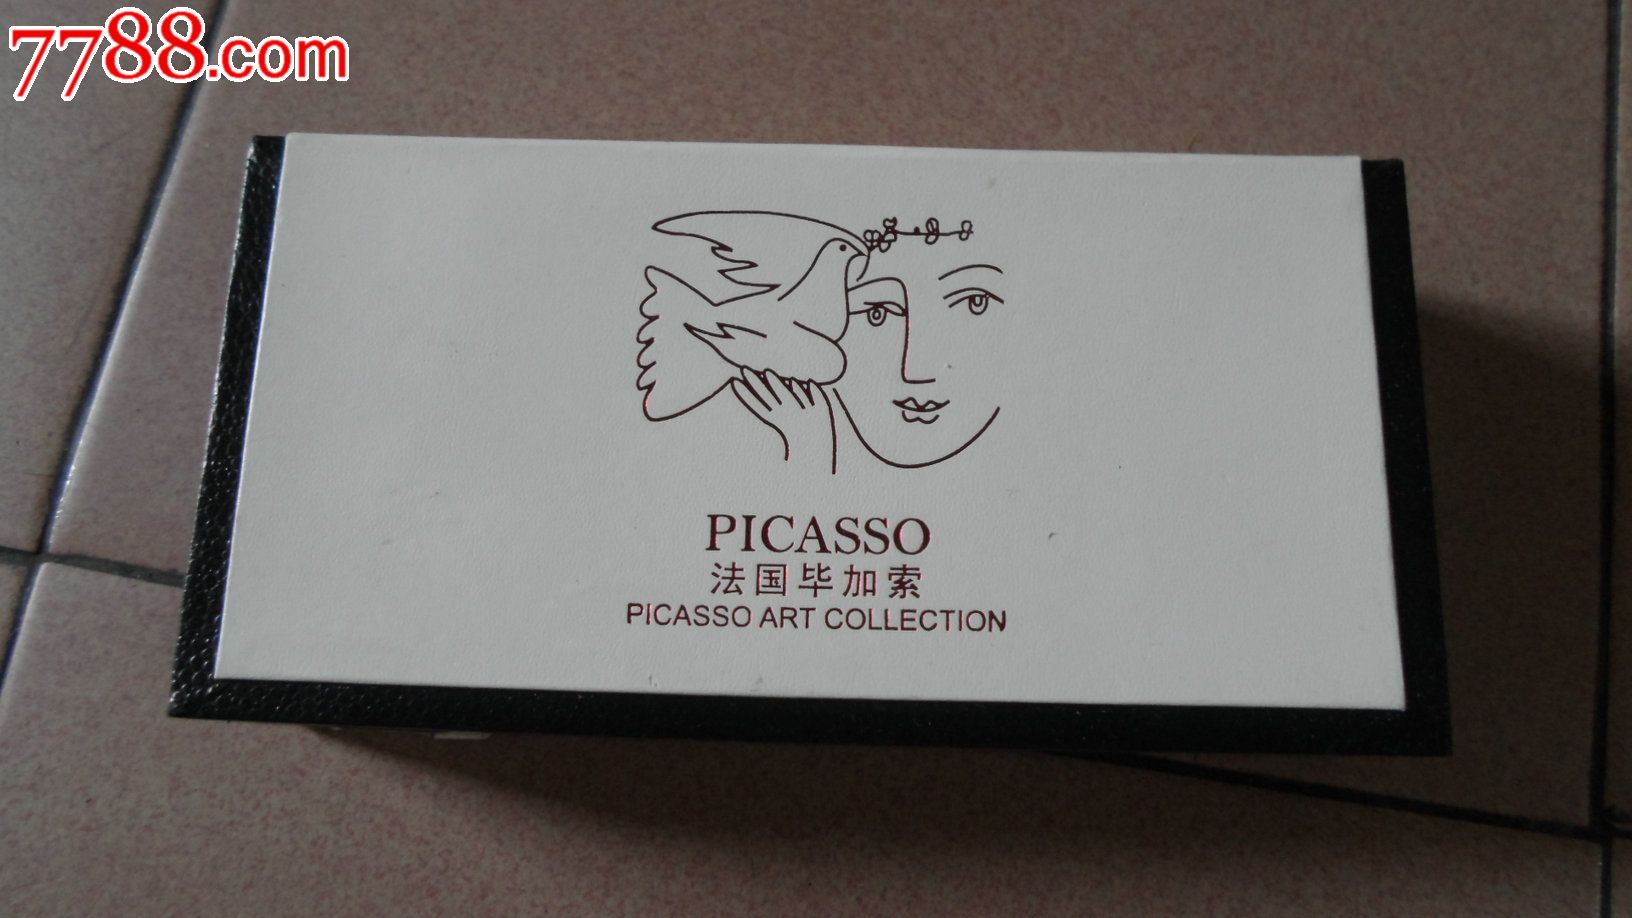 7788.com
PICASSO
法国毕加索
PICASSO ART COLLECTION